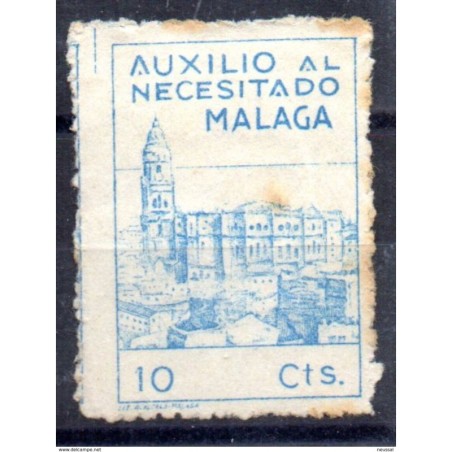 AUXILIO AL
NECESITADO
MALAGA
10 Cts.